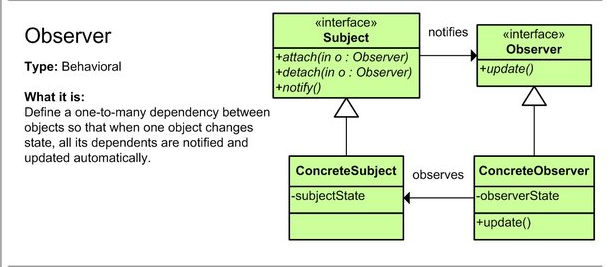 Observer
Type: Behavioral
What it is:
Define a one-to-many dependency between
objects so that when one object changes
state, all its dependents are notified and
updated automatically.
«interface»
Subject
+attach(in o : Observer)
+detach(in o : Observer)
+notify()
notifies
«interface»
Observer
+update()
ConcreteSubject
-subjectState
observes
ConcreteObserver
-observerState
+update()